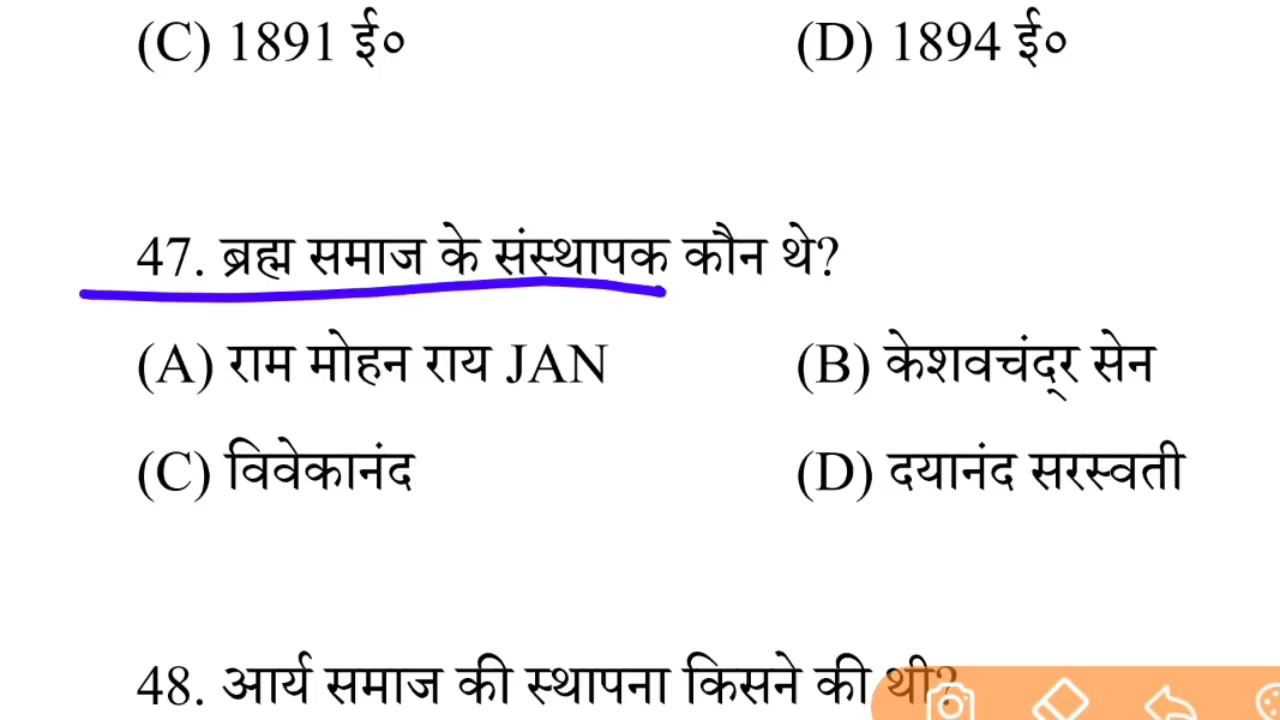 (C) 1891 ई० (D) 1894 ई०
47. ब्रह्म समाज के संस्थापक कौन थे?
(A) राम मोहन राय JAN (B) केशवचंद्र सेन
(C) विवेकानंद (D) दयानंद सरस्वती
48. आर्य समाज की स्थापना किसने की थी?